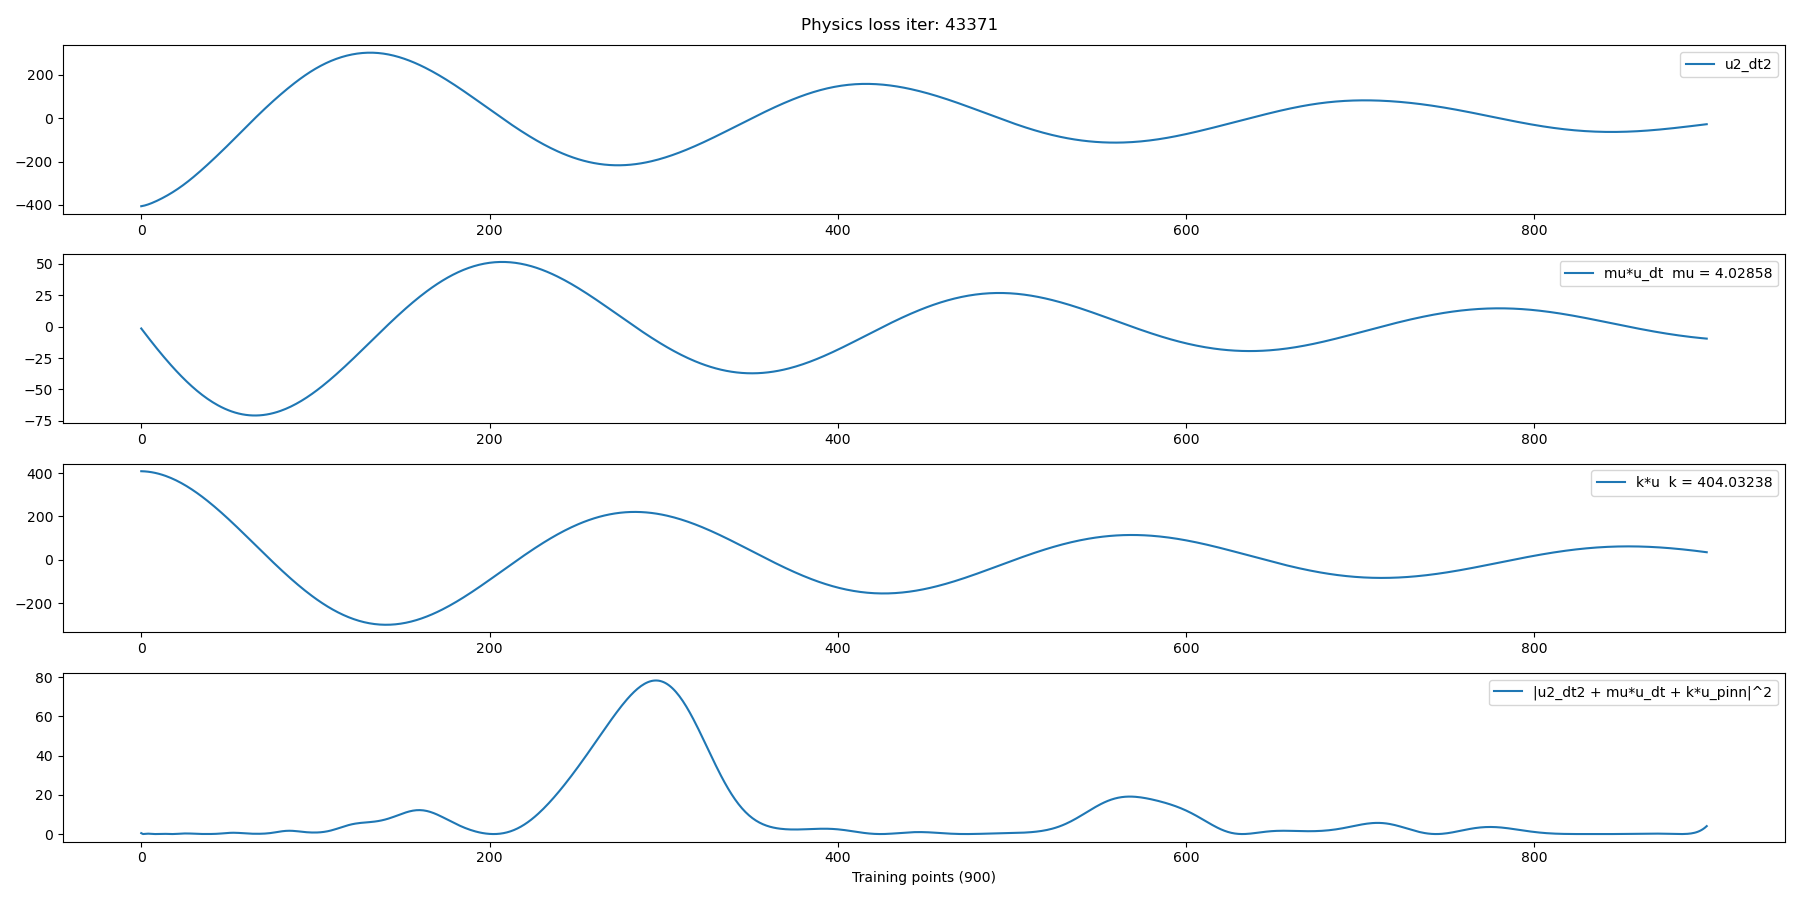 Physics loss iter: 43371
u2_dt2
200
0
−200
−400
0 200 400 600 800
mu*u_dt mu = 4.02858
50
25
0
−25
−50
−75
0 200 400 600 800
k*u k = 404.03238
400
200
0
−200
0 200 400 600 800
|u2_dt2 + mu*u_dt + k*u_pinn|^2
80
60
40
20
0
0 200 400 600 800
Training points (900)